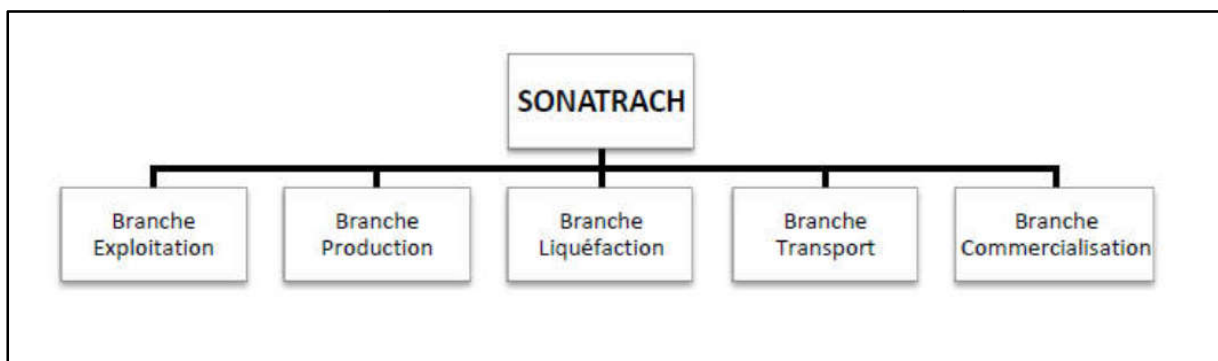 SONATRACH
Branche
Exploitation
Branche
Production
Branche
Liquéfaction
Branche
Transport
Branche
Commercialisation